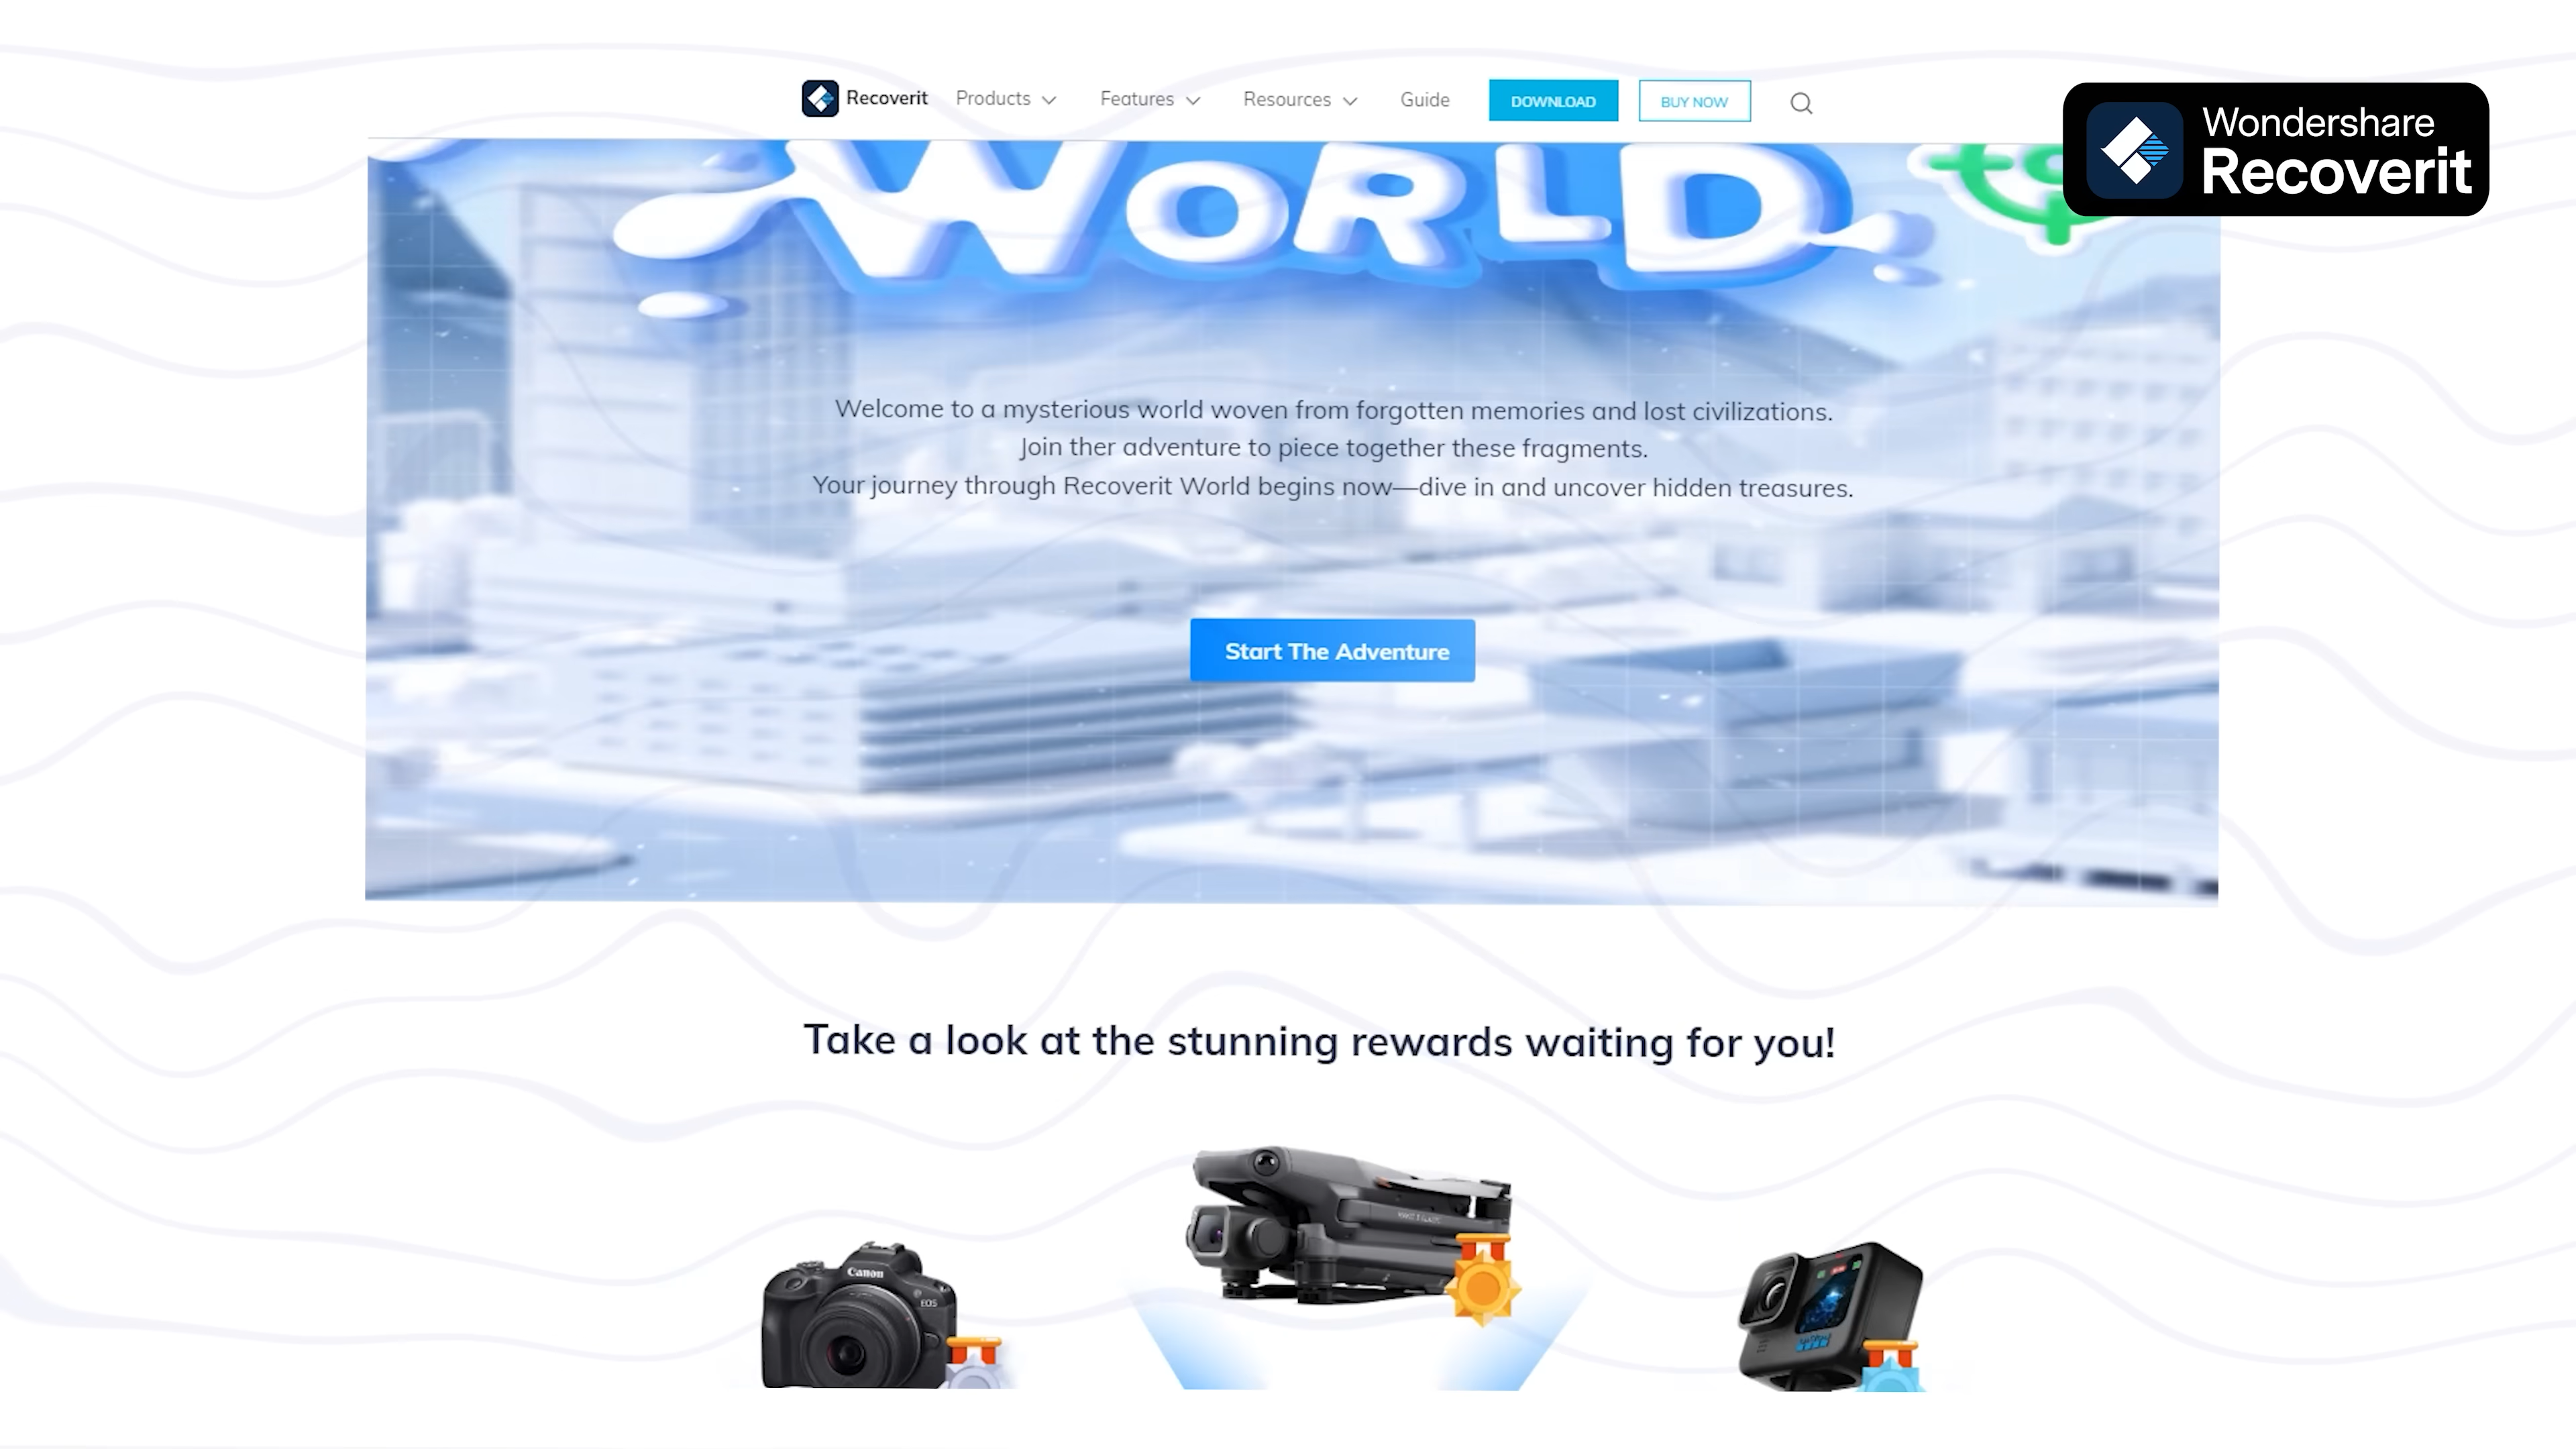 Recoverit Products Features Resources Guide DOWNLOAD BUY NOW
Wondershare
Recoverit
WORLD
Welcome to a mysterious world woven from forgotten memories and lost civilizations.
Join ther adventure to piece together these fragments.
Your journey through Recoverit World begins now—dive in and uncover hidden treasures.
Start The Adventure
Take a look at the stunning rewards waiting for you!
Canon
EOS